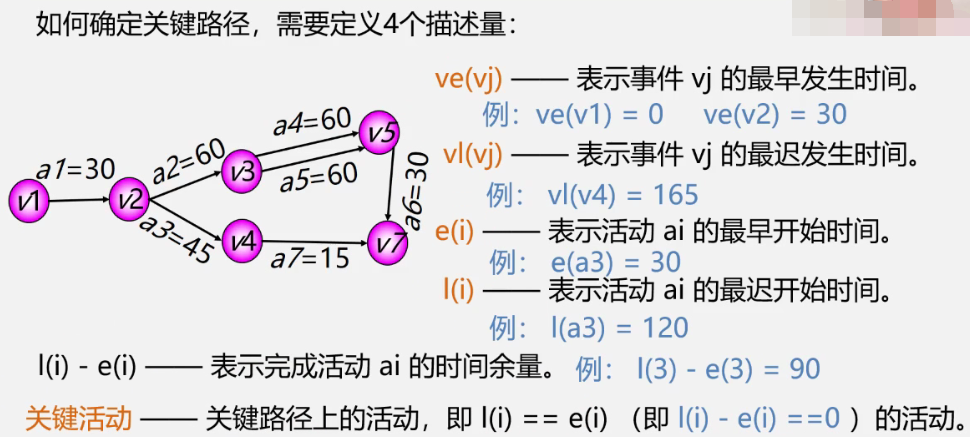 如何确定关键路径，需要定义4个描述量：
ve(vj) —— 表示事件 vj 的最早发生时间。
例：ve(v1) = 0 ve(v2) = 30
vl(vj) —— 表示事件 vj 的最迟发生时间。
例： vl(v4) = 165
e(i) —— 表示活动 ai 的最早开始时间。
例： e(a3) = 30
l(i) —— 表示活动 ai 的最迟开始时间。
例： l(a3) = 120
a1=30
a2=60
a3=45
a4=60
a5=60
a6=30
a7=15
v1
v2
v3
v4
v5
v7
l(i) - e(i) —— 表示完成活动 ai 的时间余量。 例： l(3) - e(3) = 90
关键活动 —— 关键路径上的活动，即 l(i) == e(i) （即 l(i) - e(i) ==0 ）的活动。